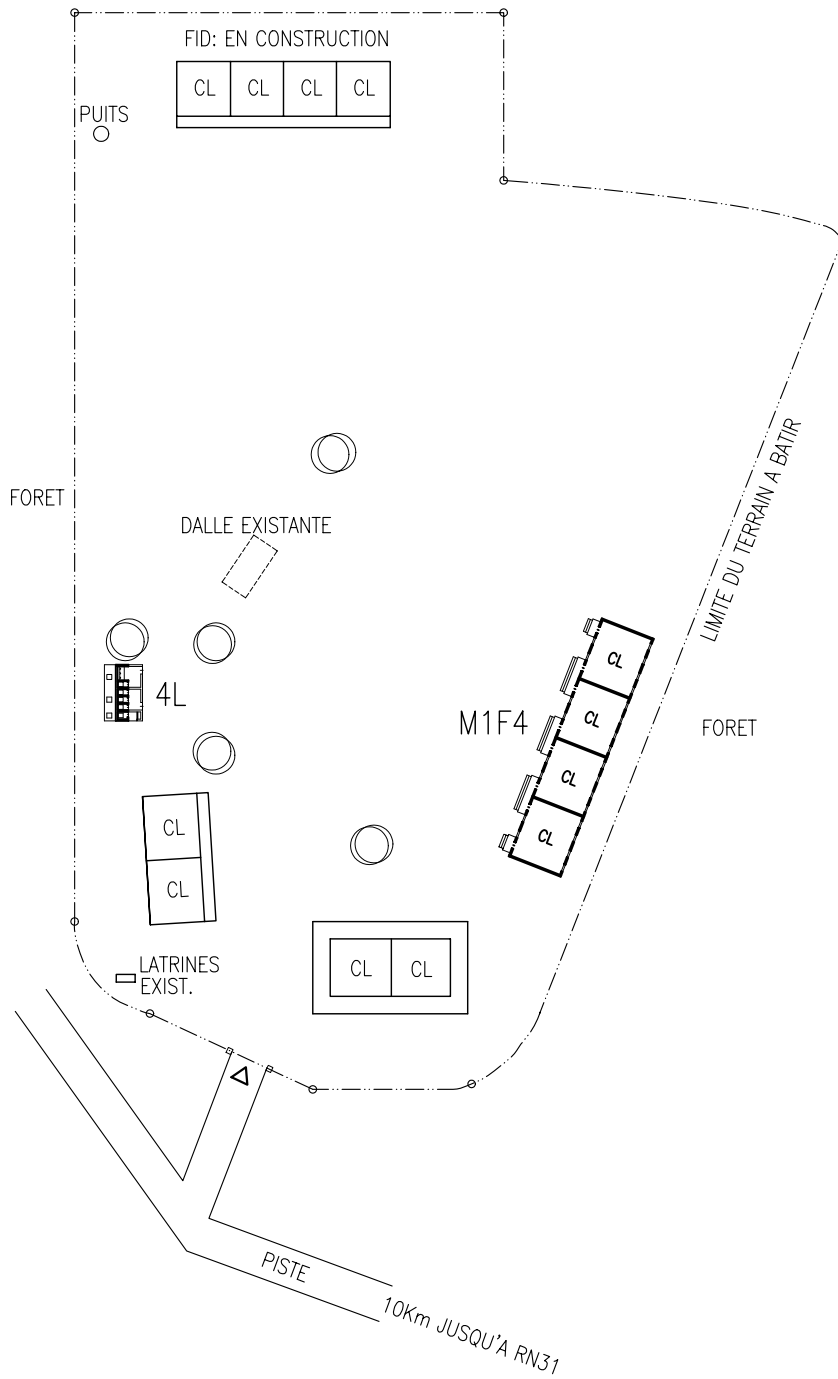 FID: EN CONSTRUCTION
CL CL CL CL
PUITS
LIMITE DU TERRAIN A BATIR
FORET
DALLE EXISTANTE
4L
M1F4
CL
CL
CL
CL
FORET
CL
CL
CL CL
LATRINES
EXIST.
PISTE
10Km JUSQU'A RN31